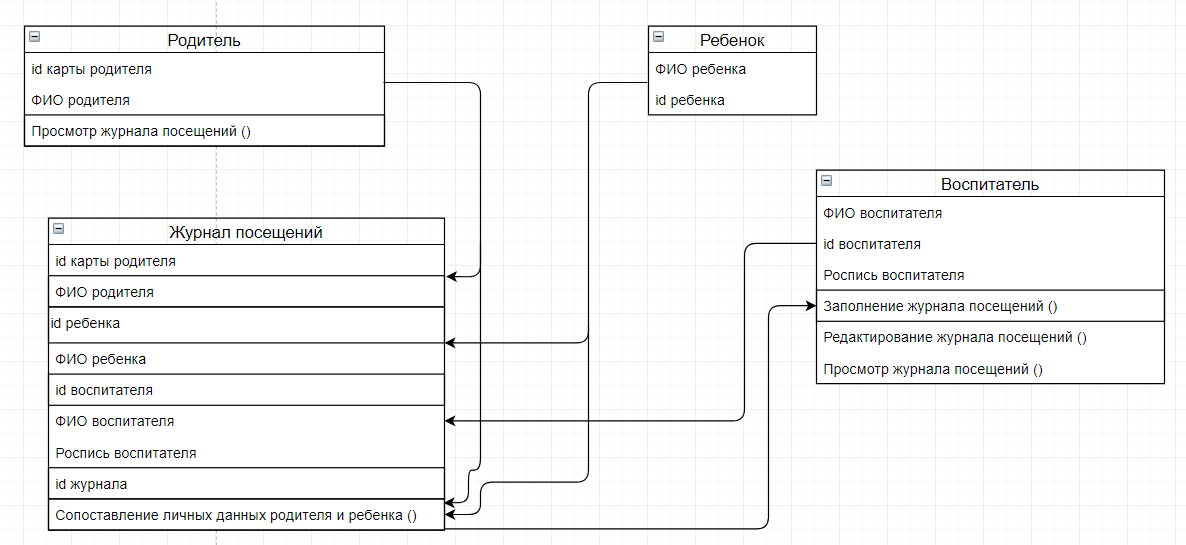 Родитель
id карты родителя
ФИО родителя
Просмотр журнала посещений ()
Ребенок
ФИО ребенка
id ребенка
Воспитатель
ФИО воспитателя
id воспитателя
Роспись воспитателя
Заполнение журнала посещений ()
Редактирование журнала посещений ()
Просмотр журнала посещений ()
Журнал посещений
id карты родителя
ФИО родителя
id ребенка
ФИО ребенка
id воспитателя
ФИО воспитателя
Роспись воспитателя
id журнала
Сопоставление личных данных родителя и ребенка ()